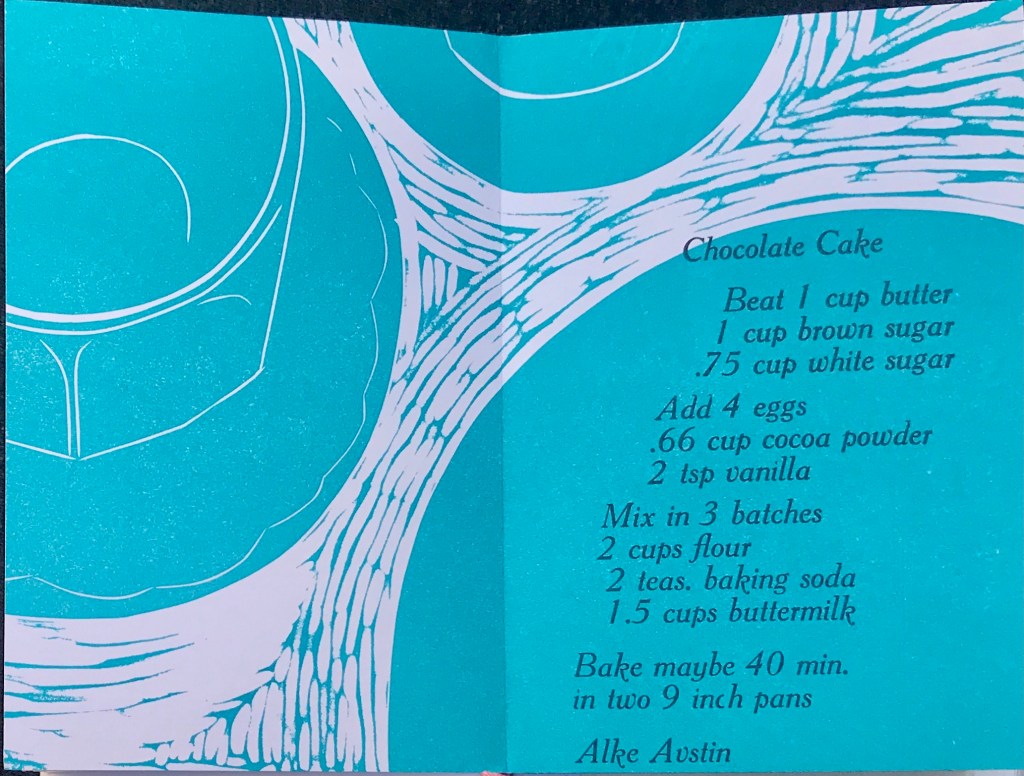 Chocolate Cake
Beat 1 cup butter
1 cup brown sugar
.75 cup white sugar
Add 4 eggs
.66 cup cocoa powder
2 tsp vanilla
Mix in 3 batches
2 cups flour
2 teas. baking soda
1.5 cups buttermilk
Bake maybe 40 min.
in two 9 inch pans
Alke Avstin